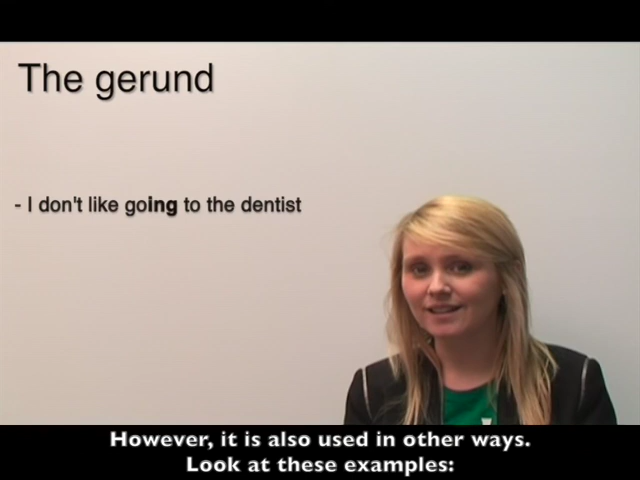 The gerund
- I don't like going to the dentist
However, it is also used in other ways.
Look at these examples: